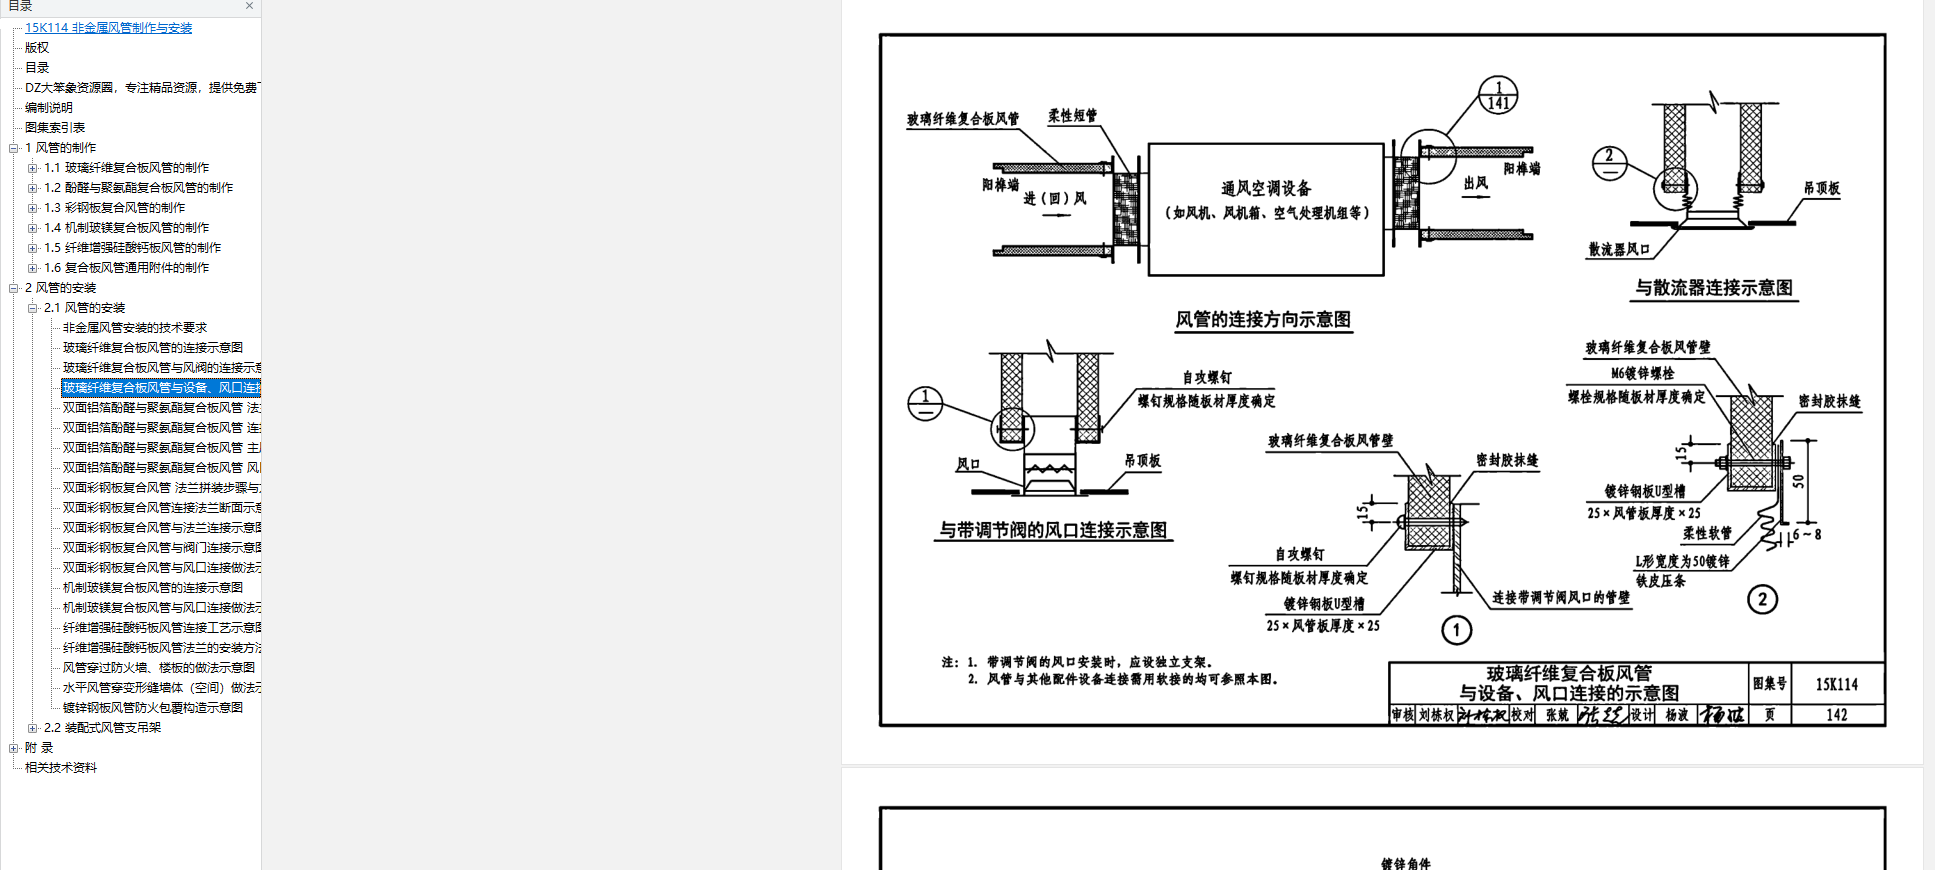 目录
15K114 非金属风管制作与安装
版权
目录
DZ大笨象资源圈，专注精品资源，提供免费下
编制说明
图集索引表
1 风管的制作
1.1 玻璃纤维复合板风管的制作
1.2 酚醛与聚氨酯复合板风管的制作
1.3 彩钢板复合风管的制作
1.4 机制玻镁复合板风管的制作
1.5 纤维增强硅酸钙板风管的制作
1.6 复合板风管通用附件的制作
2 风管的安装
2.1 风管的安装
非金属风管安装的技术要求
玻璃纤维复合板风管的连接示意图
玻璃纤维复合板风管与风阀的连接示意
玻璃纤维复合板风管与设备、风口连接
双面铝箔酚醛与聚氨酯复合板风管 法兰
双面铝箔酚醛与聚氨酯复合板风管 连接
双面铝箔酚醛与聚氨酯复合板风管 主风
双面铝箔酚醛与聚氨酯复合板风管 风口
双面彩钢板复合风管 法兰拼装步骤与
双面彩钢板复合风管连接法兰断面示意
双面彩钢板复合风管与法兰连接示意图
双面彩钢板复合风管与阀门连接示意图
双面彩钢板复合风管与风口连接做法示
机制玻镁复合板风管的连接示意图
机制玻镁复合板风管与风口连接做法示
纤维增强硅酸钙板风管连接工艺示意图
纤维增强硅酸钙板风管法兰的安装方法
风管穿过防火墙、楼板的做法示意图
水平风管穿变形缝墙体（空间）做法示
镀锌钢板风管防火包覆构造示意图
2.2 装配式风管支吊架
附 录
相关技术资料
玻璃纤维复合板风管
柔性短管
1
141
阳榫端
进（回）风
通风空调设备
（如风机、风机箱、空气处理机组等）
出风
阳榫端
风管的连接方向示意图
2
吊顶板
散流器风口
与散流器连接示意图
1
自攻螺钉
螺钉规格随板材厚度确定
风口
吊顶板
与带调节阀的风口连接示意图
玻璃纤维复合板风管壁
密封胶抹缝
15
自攻螺钉
螺钉规格随板材厚度确定
镀锌钢板U型槽
25×风管板厚度×25
连接带调节阀风口的管壁
1
玻璃纤维复合板风管壁
M6镀锌螺栓
螺栓规格随板材厚度确定
密封胶抹缝
15
50
镀锌钢板U型槽
25×风管板厚度×25
柔性软管
6～8
L形宽度为50镀锌
铁皮压条
2
注：1. 带调节阀的风口安装时，应设独立支架。
2. 风管与其他配件设备连接需用软接的均可参照本图。
玻璃纤维复合板风管
与设备、风口连接的示意图
图集号
15K114
审核 刘栋权 校对 张兢 设计 杨波 杨波 页 142
镀锌角件